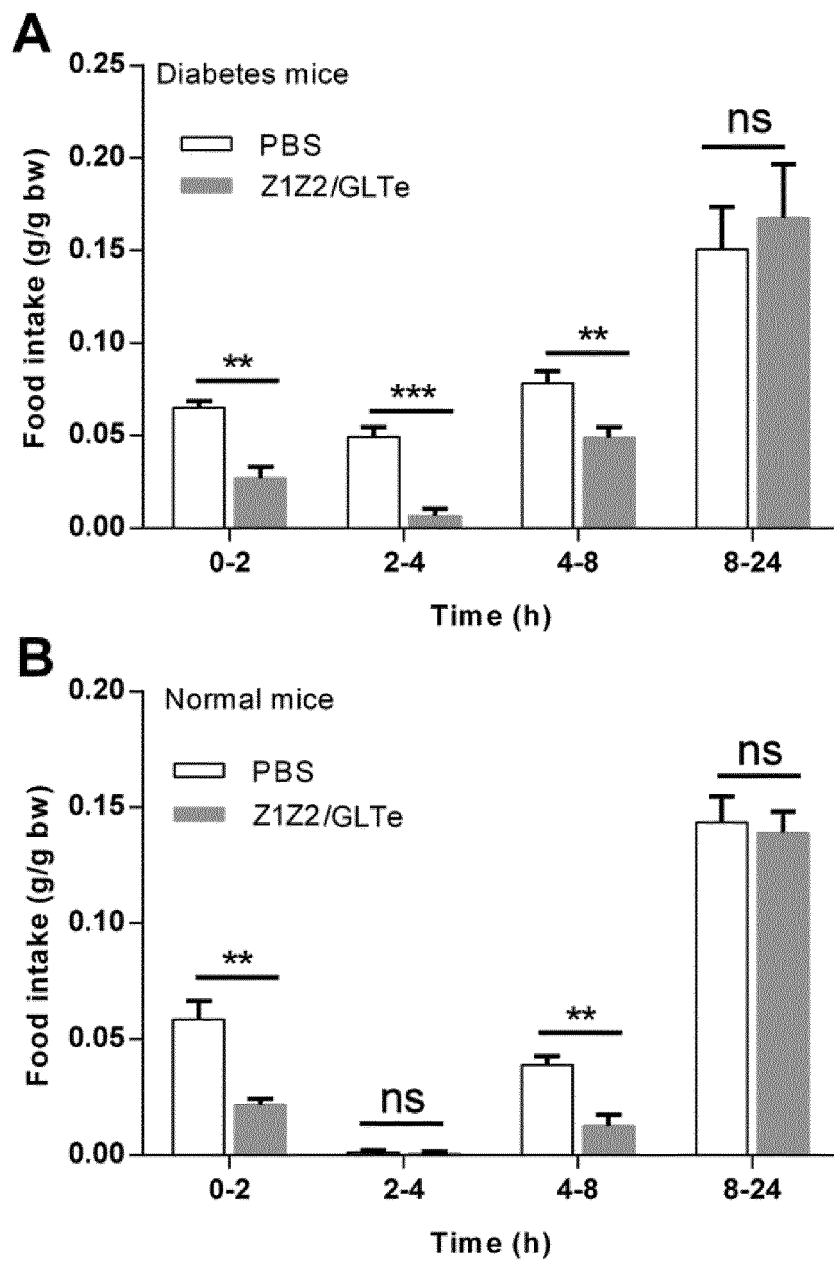 A
0.25
Diabetes mice
ns
PBS
0.20
Z1Z2/GLTe
0.15
Food intake (g/g bw)
0.10
**
**
***
0.05
0.00
0-2 2-4 4-8 8-24
Time (h)
B
0.20
Normal mice
ns
PBS
Z1Z2/GLTe
0.15
Food intake (g/g bw)
0.10
**
**
0.05
ns
0.00
0-2 2-4 4-8 8-24
Time (h)